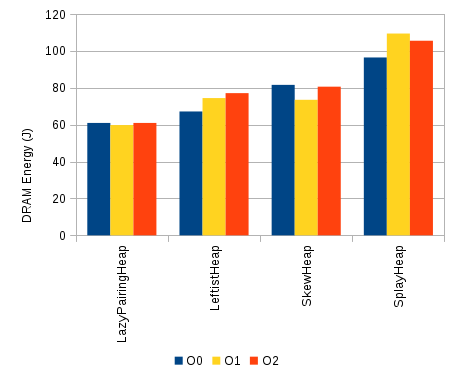 120
100
80
60
40
20
0
DRAM Energy (J)
LazyPairingHeap
LeftistHeap
SkewHeap
SplayHeap
O0 O1 O2